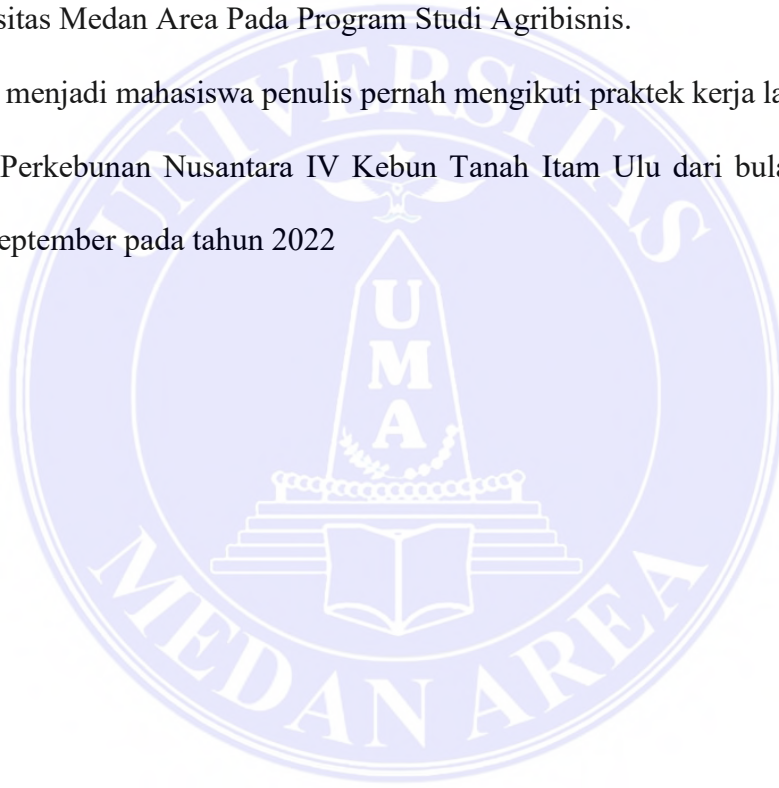 sitas Medan Area Pada Program Studi Agribisnis.
menjadi mahasiswa penulis pernah mengikuti praktek kerja la
Perkebunan Nusantara IV Kebun Tanah Itam Ulu dari bula
eptember pada tahun 2022
UNIVERSITAS
U
M
A
MEDAN AREA